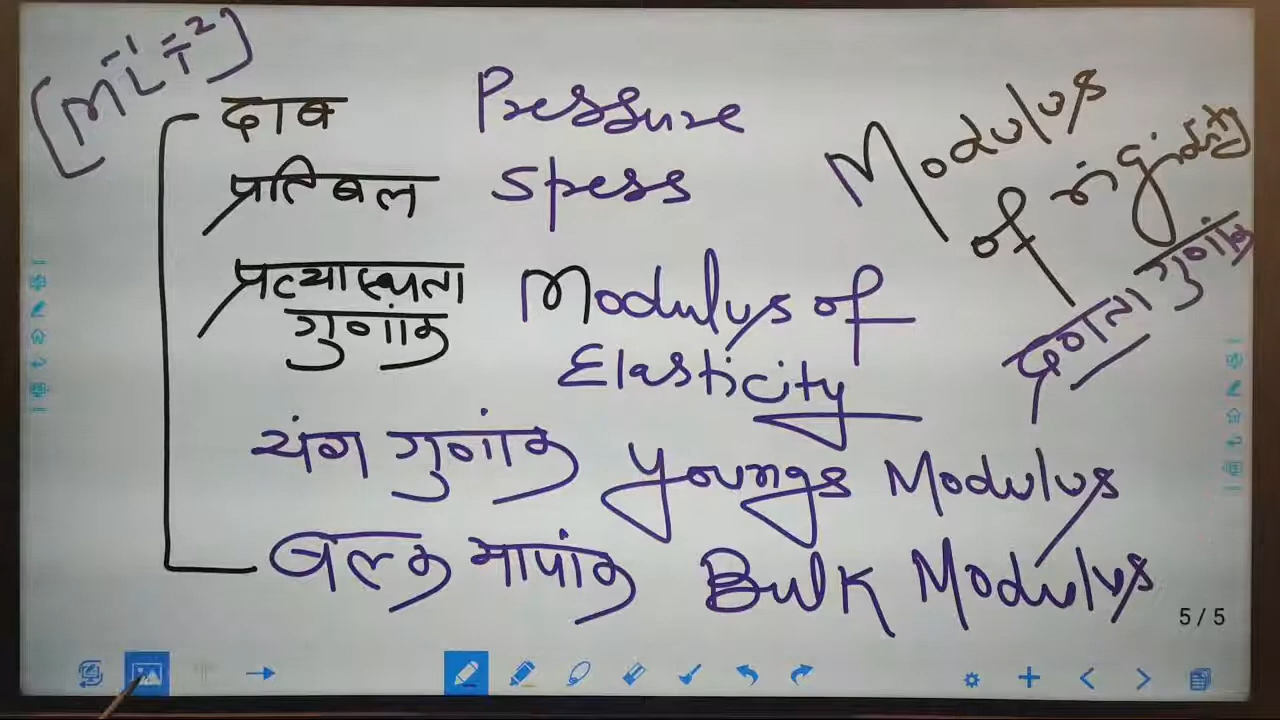 [ML⁻¹T⁻²]
दाब Pressure
प्रतिबल Stress
प्रत्यास्थता Modulus of
गुणांक Elasticity
यंग गुणांक Youngs Modulus
बल्क मापांक Bulk Modulus
Modulus
of rigidity
दृढ़ता गुणांक
5/5